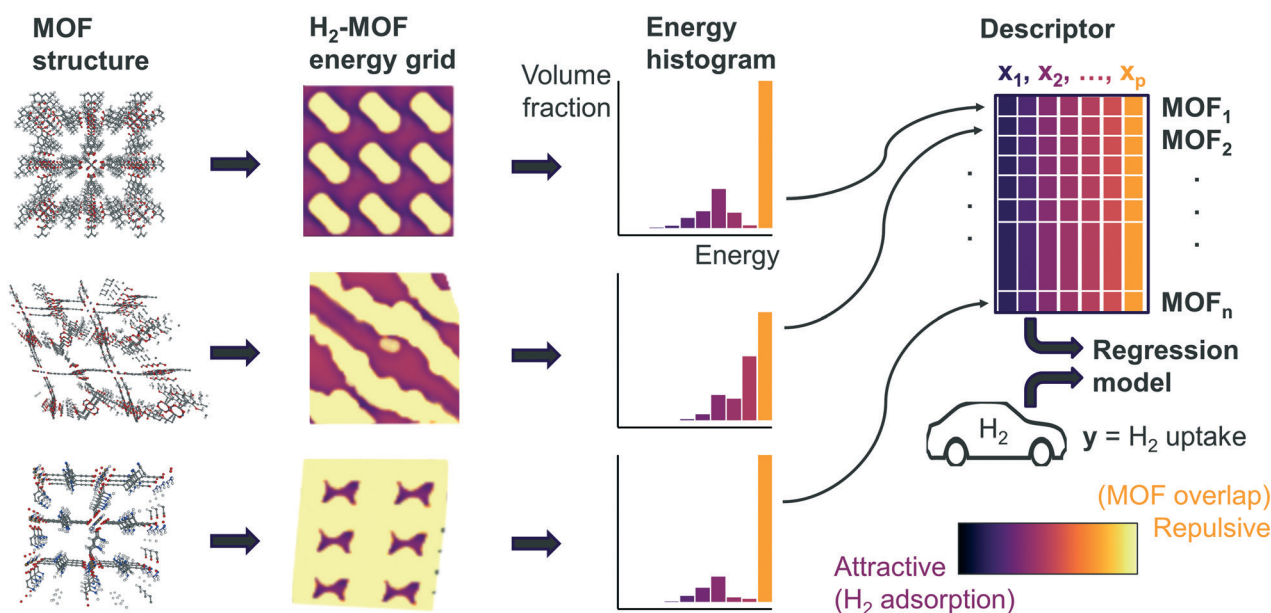 MOF
structure
H₂-MOF
energy grid
Energy
histogram
Descriptor
Volume
fraction
x₁, x₂, ..., xₚ
MOF₁
MOF₂
Energy
MOFₙ
Regression
model
H₂
y = H₂ uptake
(MOF overlap)
Repulsive
Attractive
(H₂ adsorption)